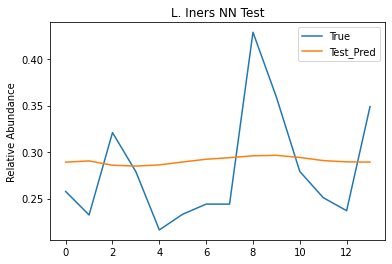 L. Iners NN Test
True
Test_Pred
Relative Abundance
0.40
0.35
0.30
0.25
0 2 4 6 8 10 12